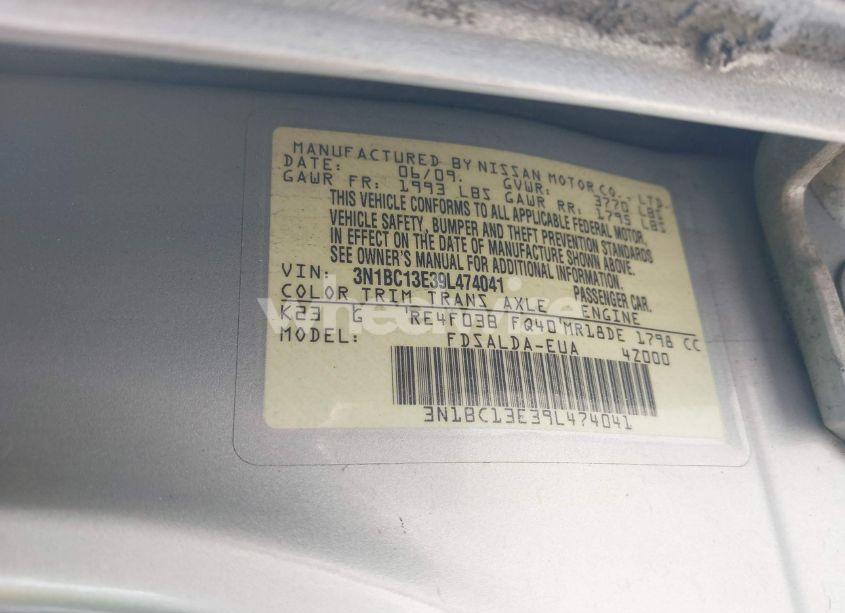 MANUFACTURED BY NISSAN MOTOR CO., LTD.
DATE: 06/09. GVWR: 3770 LBS
GAWR FR: 1993 LBS GAWR RR: 1795 LBS
THIS VEHICLE CONFORMS TO ALL APPLICABLE FEDERAL MOTOR
VEHICLE SAFETY, BUMPER AND THEFT PREVENTION STANDARDS
IN EFFECT ON THE DATE OF MANUFACTURE SHOWN ABOVE.
SEE OWNER'S MANUAL FOR ADDITIONAL INFORMATION.
VIN: 3N1BC13E39L474041 PASSENGER CAR.
COLOR TRIM TRANS AXLE ENGINE
K23 G RE4F03B FQ40 MR18DE 1798 CC
MODEL: FDSALDA-EUA 4Z000
3N1BC13E39L474041